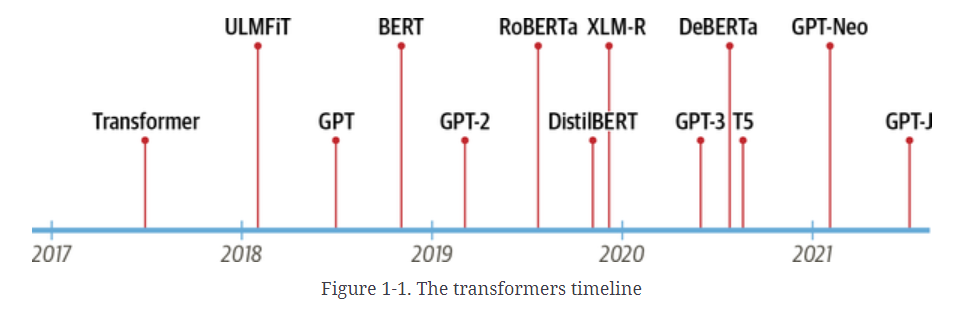 ULMFiT BERT RoBERTa XLM-R DeBERTa GPT-Neo
Transformer GPT GPT-2 DistilBERT GPT-3 T5 GPT-J
2017 2018 2019 2020 2021
Figure 1-1. The transformers timeline